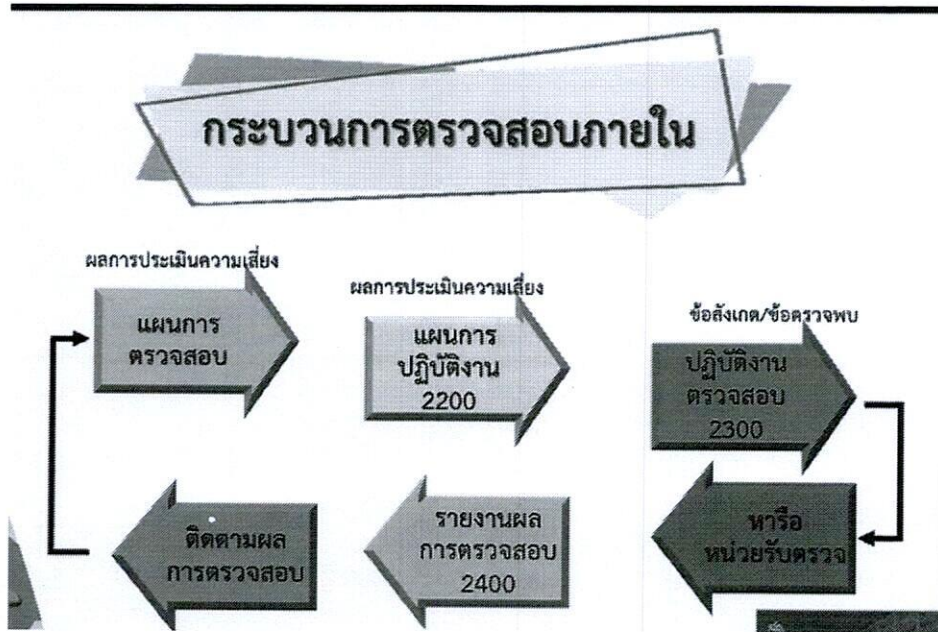 กระบวนการตรวจสอบภายใน
ผลการประเมินความเสี่ยง
แผนการ
ตรวจสอบ
ผลการประเมินความเสี่ยง
แผนการ
ปฏิบัติงาน
2200
ข้อสังเกต/ข้อตรวจพบ
ปฏิบัติงาน
ตรวจสอบ
2300
หารือ
หน่วยรับตรวจ
รายงานผล
การตรวจสอบ
2400
ติดตามผล
การตรวจสอบ